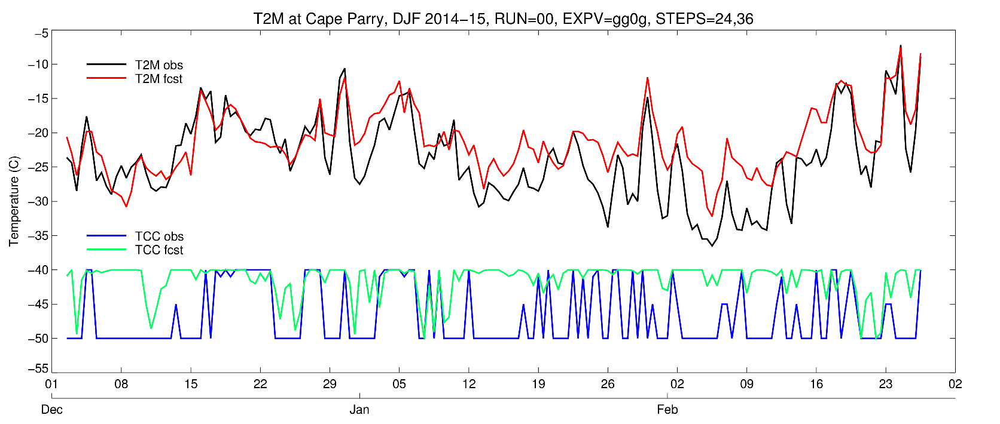 T2M at Cape Parry, DJF 2014−15, RUN=00, EXPV=gg0g, STEPS=24,36
Temperature (C)
−5
−10
−15
−20
−25
−30
−35
−40
−45
−50
−55
T2M obs
T2M fcst
TCC obs
TCC fcst
01 08 15 22 29 05 12 19 26 02 09 16 23 02
Dec Jan Feb